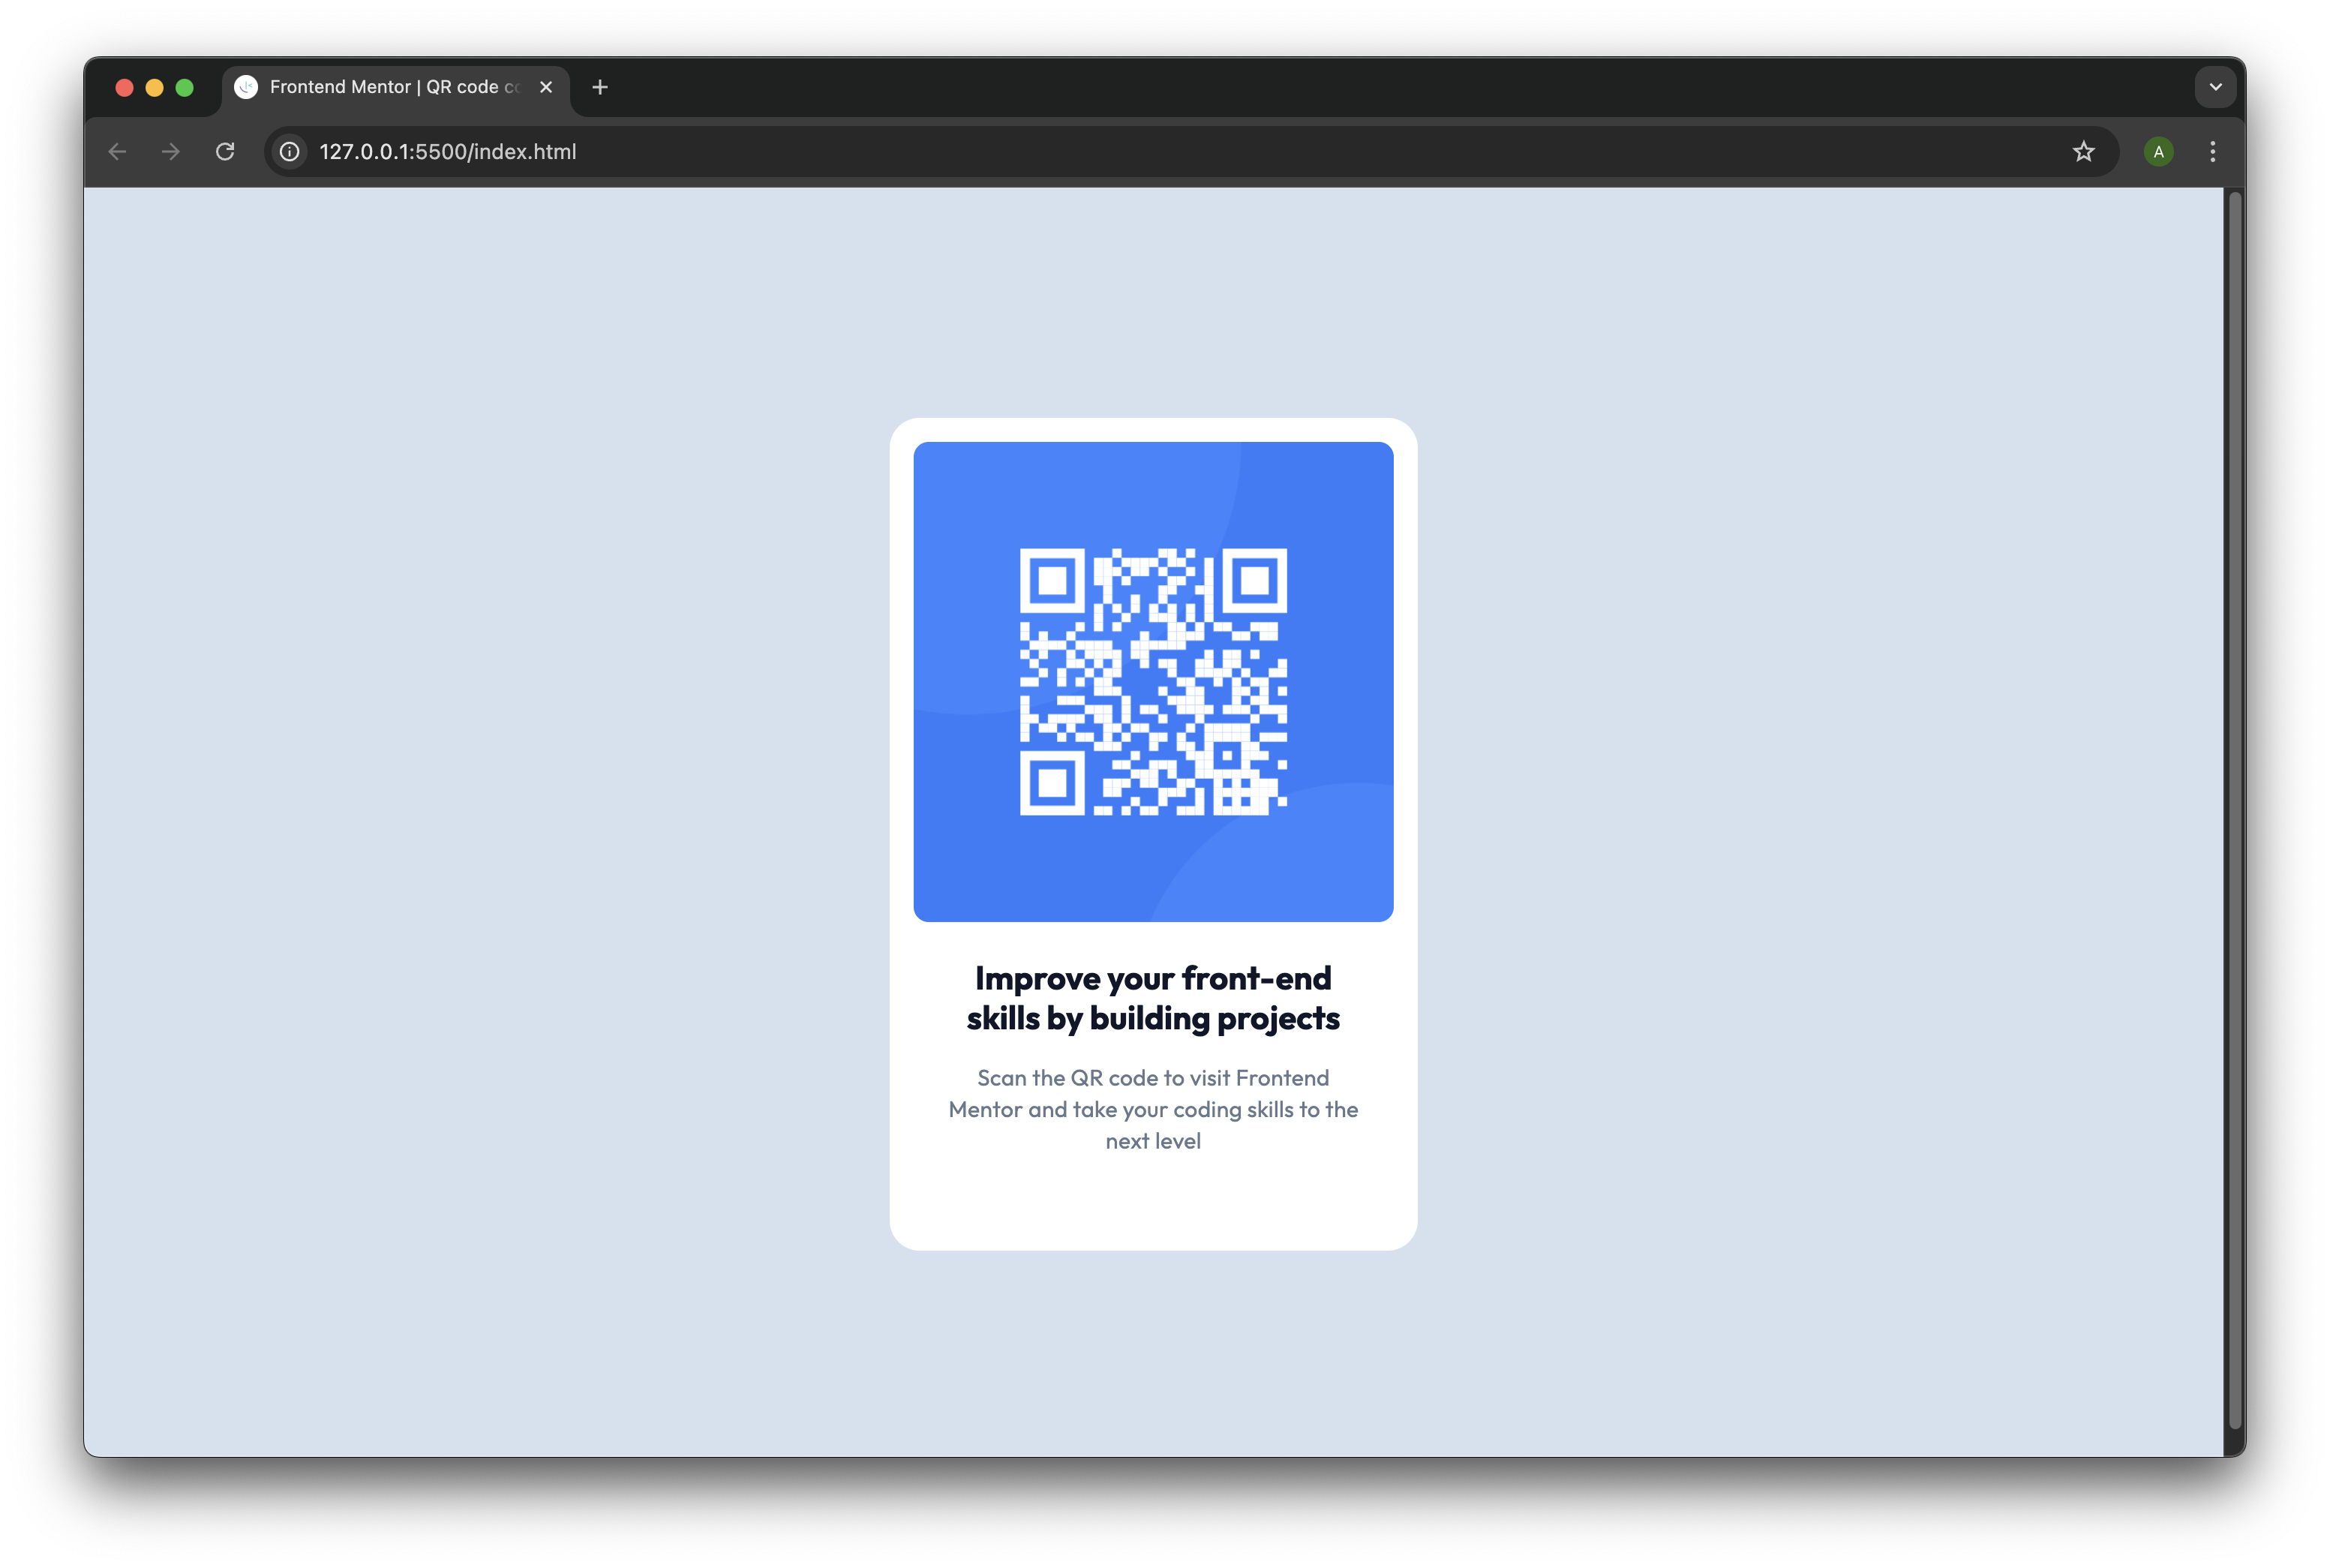 Frontend Mentor | QR code
127.0.0.1:5500/index.html
A
Improve your front-end
skills by building projects
Scan the QR code to visit Frontend
Mentor and take your coding skills to the
next level